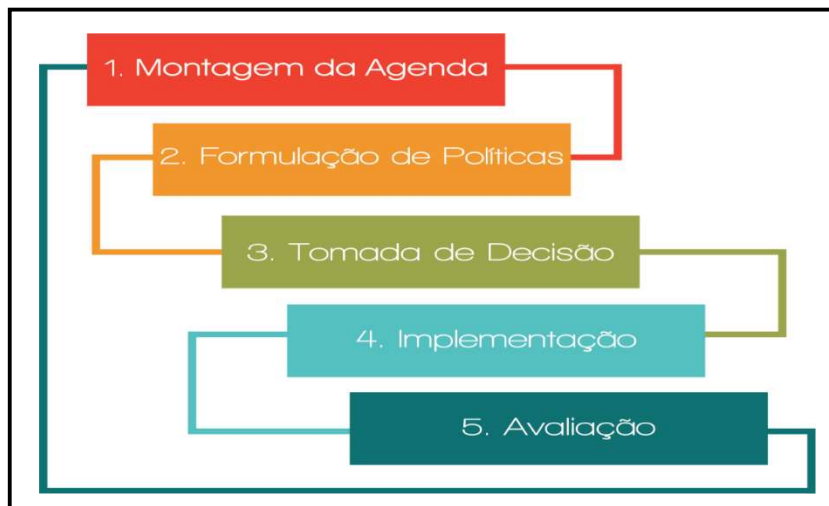 1. Montagem da Agenda
2. Formulação de Políticas
3. Tomada de Decisão
4. Implementação
5. Avaliação